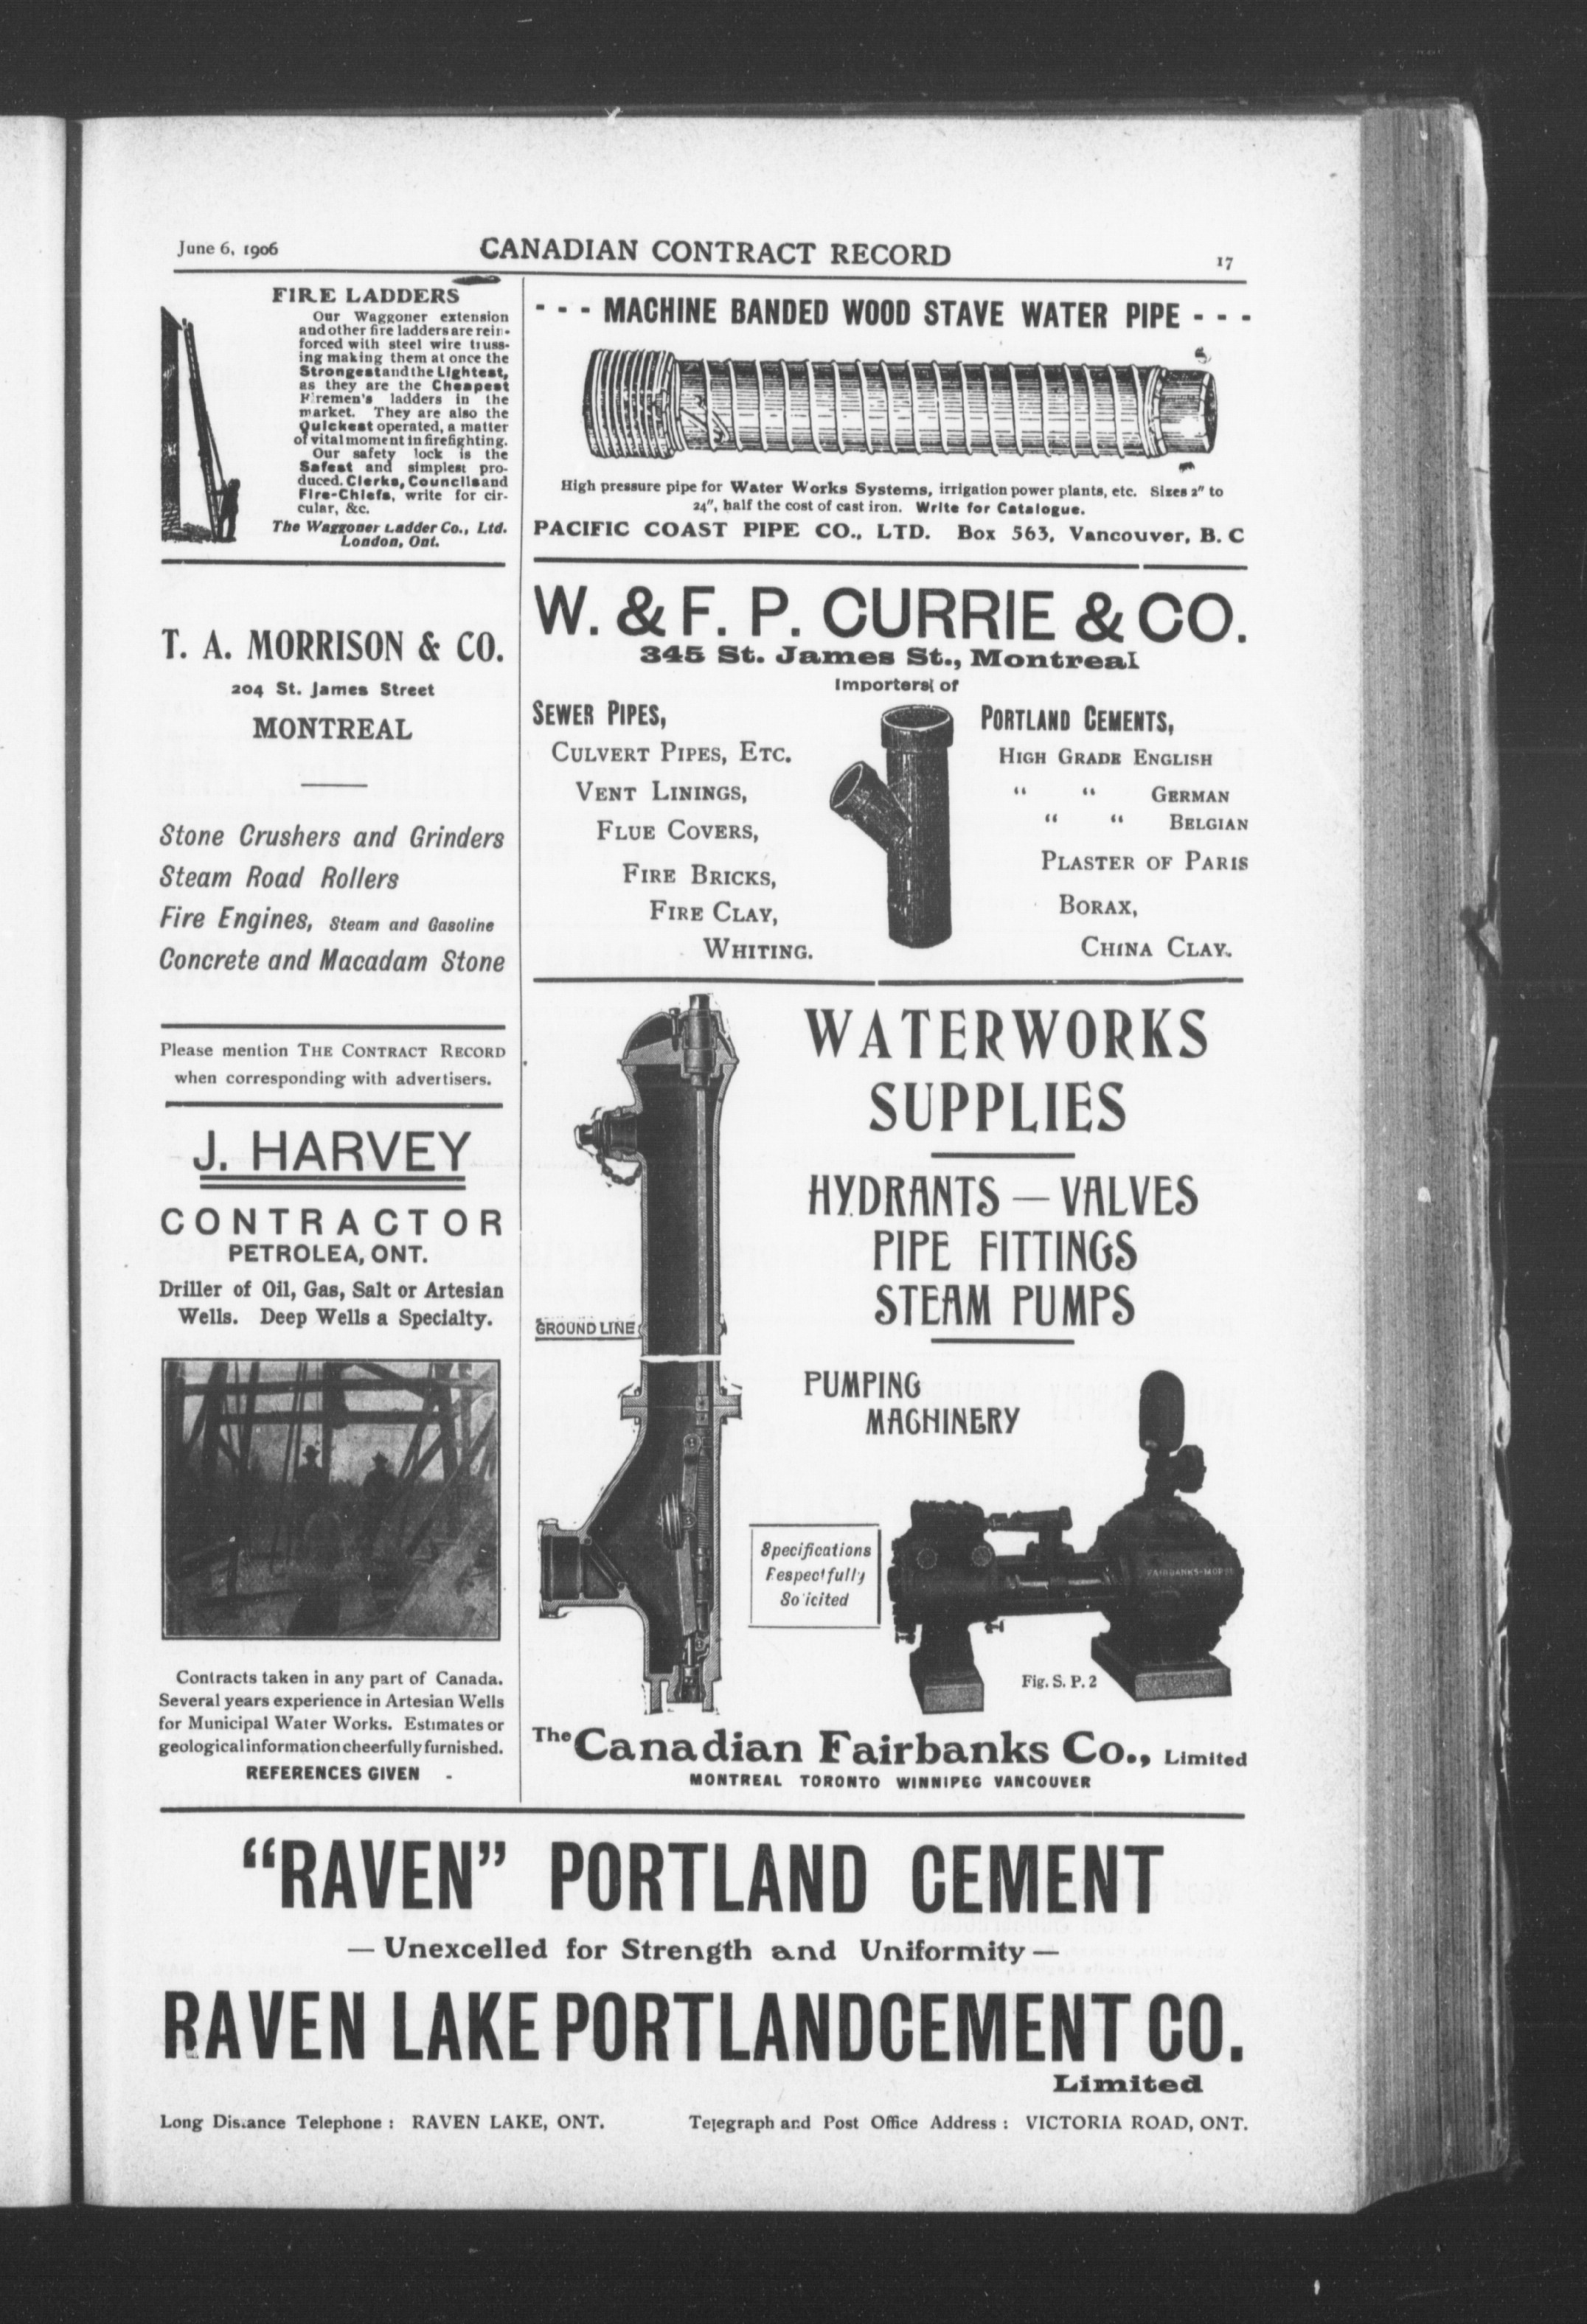 June 6, 1906
CANADIAN CONTRACT RECORD
17
FIRE LADDERS
Our Waggoner extension
and other fire ladders are rein-
forced with steel wire truss-
ing making them at once the
Strongest and the Lightest,
as they are the Cheapest
Firemen's ladders in the
market. They are also the
Quickest operated, a matter
of vital moment in firefighting.
Our safety lock is the
Safest and simplest pro-
duced. Clerks, Councils and
Fire-Chiefs, write for cir-
cular, &c.
The Waggoner Ladder Co., Ltd.
London, Ont.
T. A. MORRISON & CO.
204 St. James Street
MONTREAL
Stone Crushers and Grinders
Steam Road Rollers
Fire Engines, Steam and Gasoline
Concrete and Macadam Stone
Please mention THE CONTRACT RECORD
when corresponding with advertisers.
J. HARVEY
CONTRACTOR
PETROLEA, ONT.
Driller of Oil, Gas, Salt or Artesian
Wells. Deep Wells a Specialty.
Contracts taken in any part of Canada.
Several years experience in Artesian Wells
for Municipal Water Works. Estimates or
geological information cheerfully furnished.
REFERENCES GIVEN -
- - - MACHINE BANDED WOOD STAVE WATER PIPE - - -
High pressure pipe for Water Works Systems, irrigation power plants, etc. Sizes 2" to
24", half the cost of cast iron. Write for Catalogue.
PACIFIC COAST PIPE CO., LTD. Box 563, Vancouver, B. C
W. & F. P. CURRIE & CO.
345 St. James St., Montreal
Importers of
SEWER PIPES,
CULVERT PIPES, ETC.
VENT LININGS,
FLUE COVERS,
FIRE BRICKS,
FIRE CLAY,
WHITING.
PORTLAND CEMENTS,
HIGH GRADE ENGLISH
" " GERMAN
" " BELGIAN
PLASTER OF PARIS
BORAX,
CHINA CLAY.
WATERWORKS
SUPPLIES
HYDRANTS — VALVES
PIPE FITTINGS
STEAM PUMPS
GROUND LINE
PUMPING
MACHINERY
Specifications
Respectfully
Solicited
FAIRBANKS-MORSE
Fig. S. P. 2
The Canadian Fairbanks Co., Limited
MONTREAL TORONTO WINNIPEG VANCOUVER
"RAVEN" PORTLAND CEMENT
— Unexcelled for Strength and Uniformity —
RAVEN LAKE PORTLAND CEMENT CO.
Limited
Long Distance Telephone : RAVEN LAKE, ONT.
Telegraph and Post Office Address : VICTORIA ROAD, ONT.